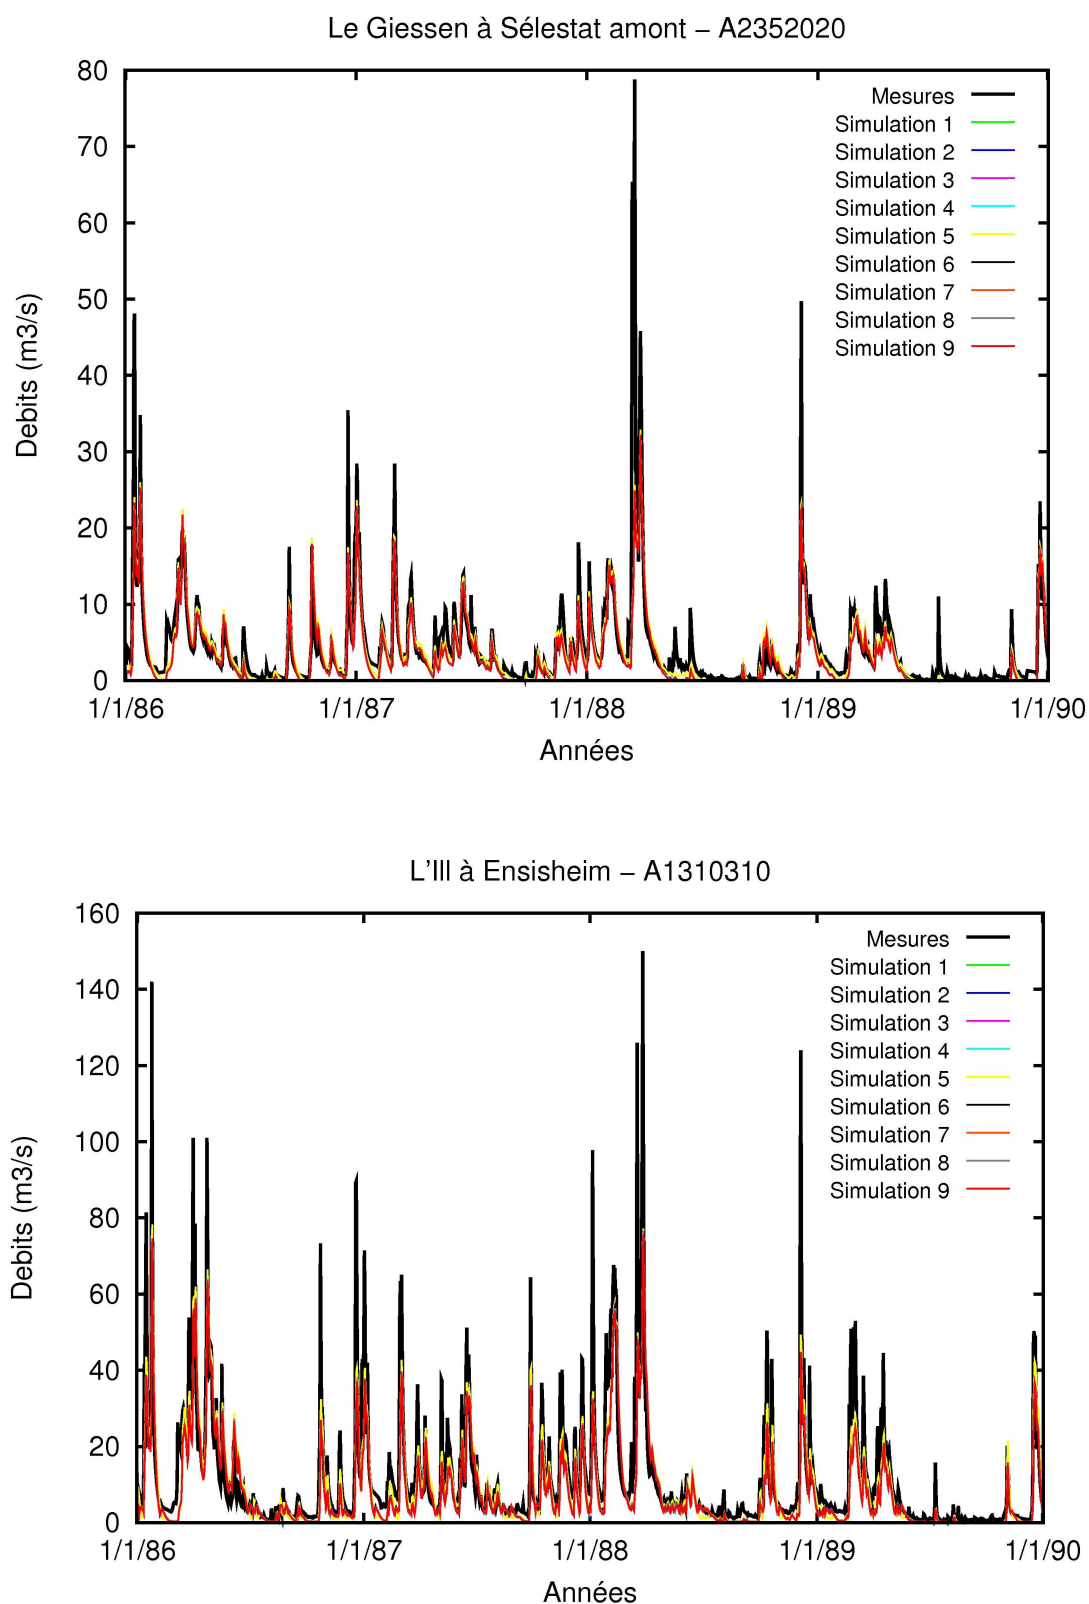 Le Giessen à Sélestat amont – A2352020
80
70
60
50
40
30
20
10
0
Debits (m3/s)
Mesures
Simulation 1
Simulation 2
Simulation 3
Simulation 4
Simulation 5
Simulation 6
Simulation 7
Simulation 8
Simulation 9
1/1/86 1/1/87 1/1/88 1/1/89 1/1/90
Années
L'Ill à Ensisheim – A1310310
160
140
120
100
80
60
40
20
0
Debits (m3/s)
Mesures
Simulation 1
Simulation 2
Simulation 3
Simulation 4
Simulation 5
Simulation 6
Simulation 7
Simulation 8
Simulation 9
1/1/86 1/1/87 1/1/88 1/1/89 1/1/90
Années